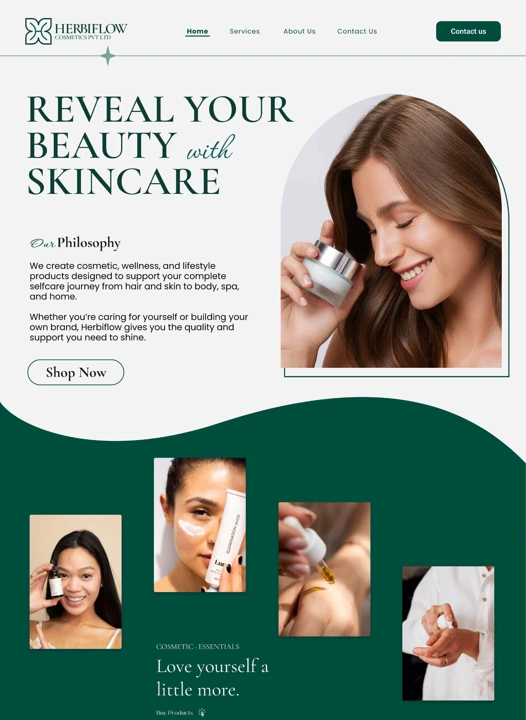 HERBIFLOW
COSMETICS PVT LTD
Home Services About Us Contact Us
Contact us
REVEAL YOUR
BEAUTY with
SKINCARE
Our Philosophy
We create cosmetic, wellness, and lifestyle
products designed to support your complete
selfcare journey from hair and skin to body, spa,
and home.
Whether you're caring for yourself or building your
own brand, Herbiflow gives you the quality and
support you need to shine.
Shop Now
ILLUMINATION MASK
COSMETIC · ESSENTIALS
Love yourself a
little more.
Buy Products